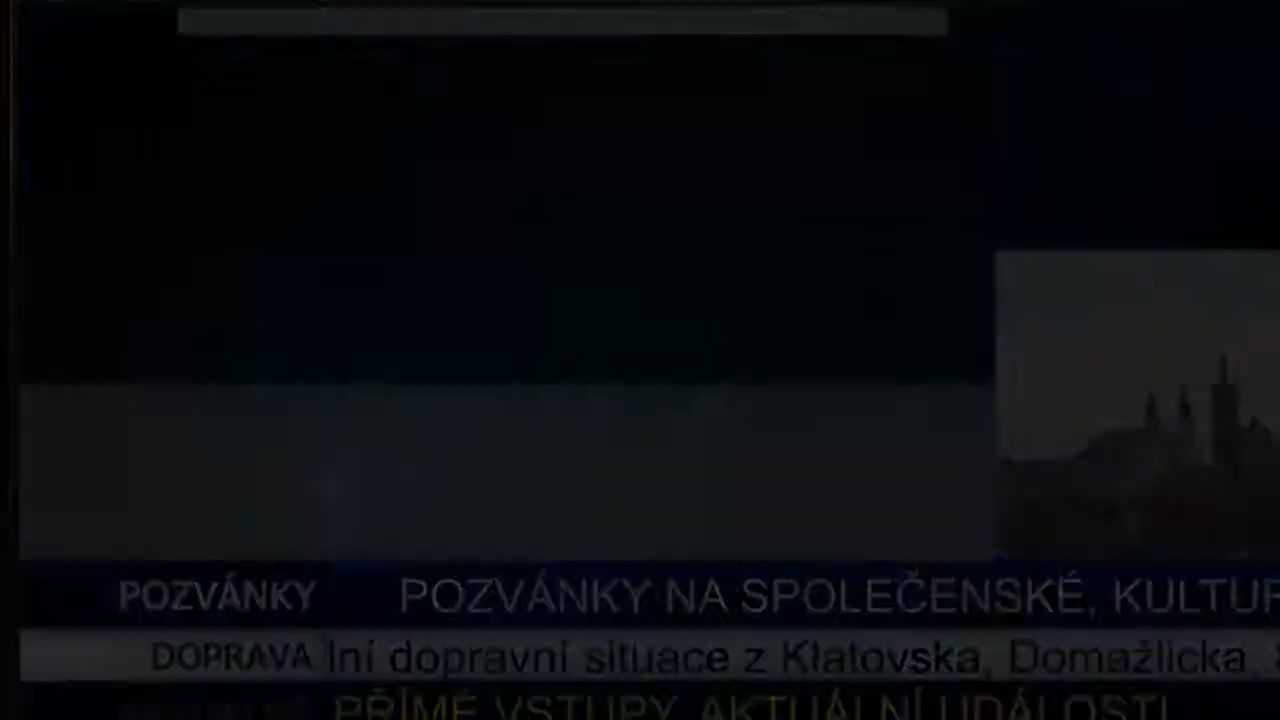 POZVÁNKY POZVÁNKY NA SPOLEČENSKÉ, KULTUR
DOPRAVA lní dopravní situace z Klatovska, Domažlicka,
PŘÍMÉ VSTUPY, AKTUÁLNÍ UDÁLOSTI